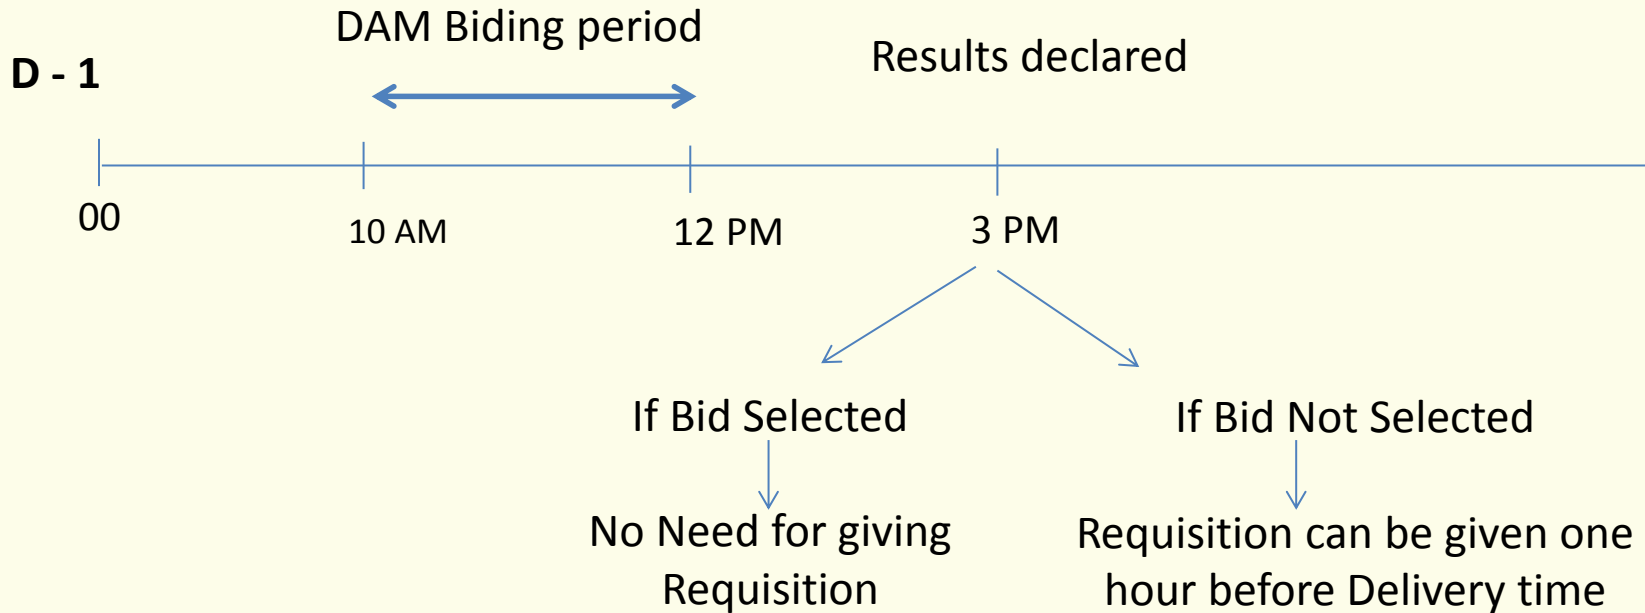 DAM Biding period
Results declared
D - 1
00
10 AM
12 PM
3 PM
If Bid Selected
If Bid Not Selected
No Need for giving
Requisition
Requisition can be given one
hour before Delivery time